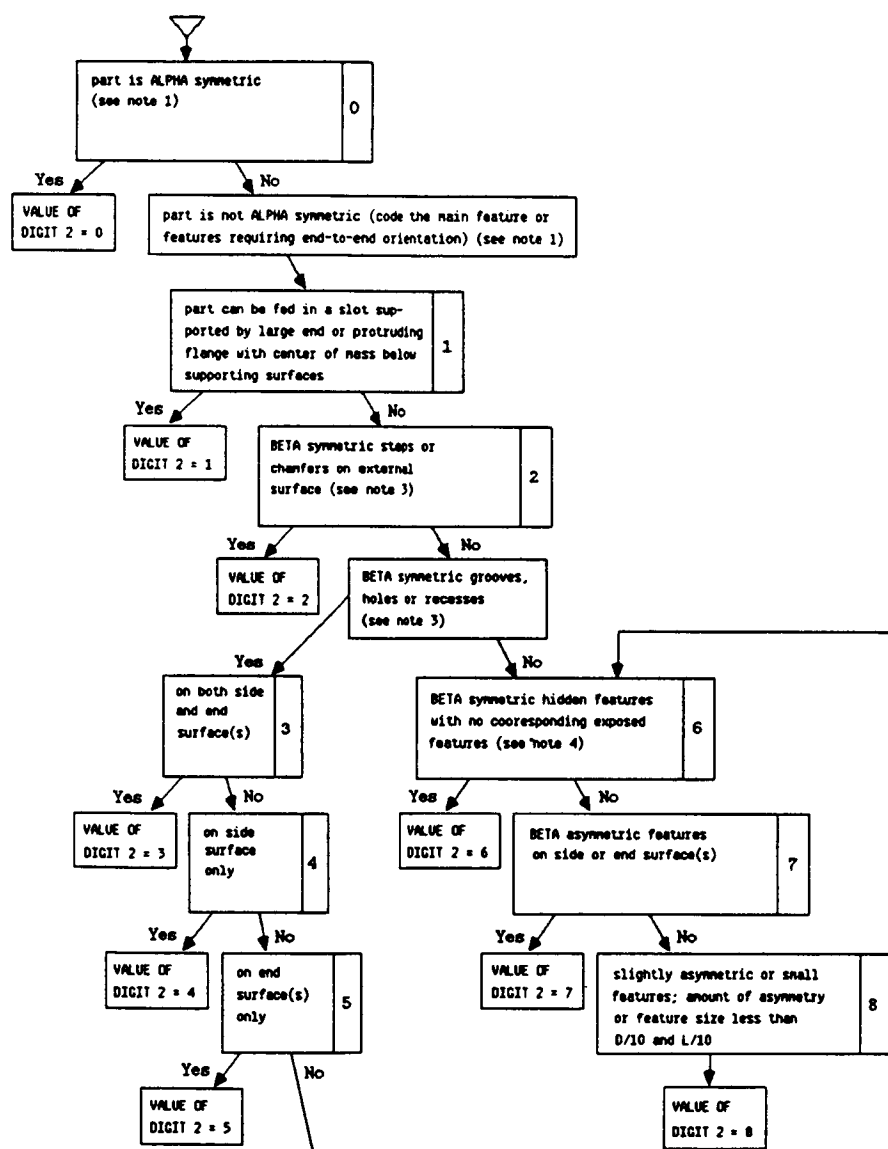 part is ALPHA symmetric
(see note 1)
0
Yes
No
VALUE OF
DIGIT 2 = 0
part is not ALPHA symmetric (code the main feature or
features requiring end-to-end orientation) (see note 1)
part can be fed in a slot sup-
ported by large end or protruding
flange with center of mass below
supporting surfaces
1
Yes
No
VALUE OF
DIGIT 2 = 1
BETA symmetric steps or
chamfers on external
surface (see note 3)
2
Yes
No
VALUE OF
DIGIT 2 = 2
BETA symmetric grooves,
holes or recesses
(see note 3)
Yes
No
on both side
and end
surface(s)
3
BETA symmetric hidden features
with no cooresponding exposed
features (see note 4)
6
Yes
No
Yes
No
VALUE OF
DIGIT 2 = 3
on side
surface
only
4
VALUE OF
DIGIT 2 = 6
BETA asymmetric features
on side or end surface(s)
7
Yes
No
Yes
No
VALUE OF
DIGIT 2 = 4
on end
surface(s)
only
5
VALUE OF
DIGIT 2 = 7
slightly asymmetric or small
features; amount of asymmetry
or feature size less than
D/10 and L/10
8
Yes
No
VALUE OF
DIGIT 2 = 5
VALUE OF
DIGIT 2 = 8